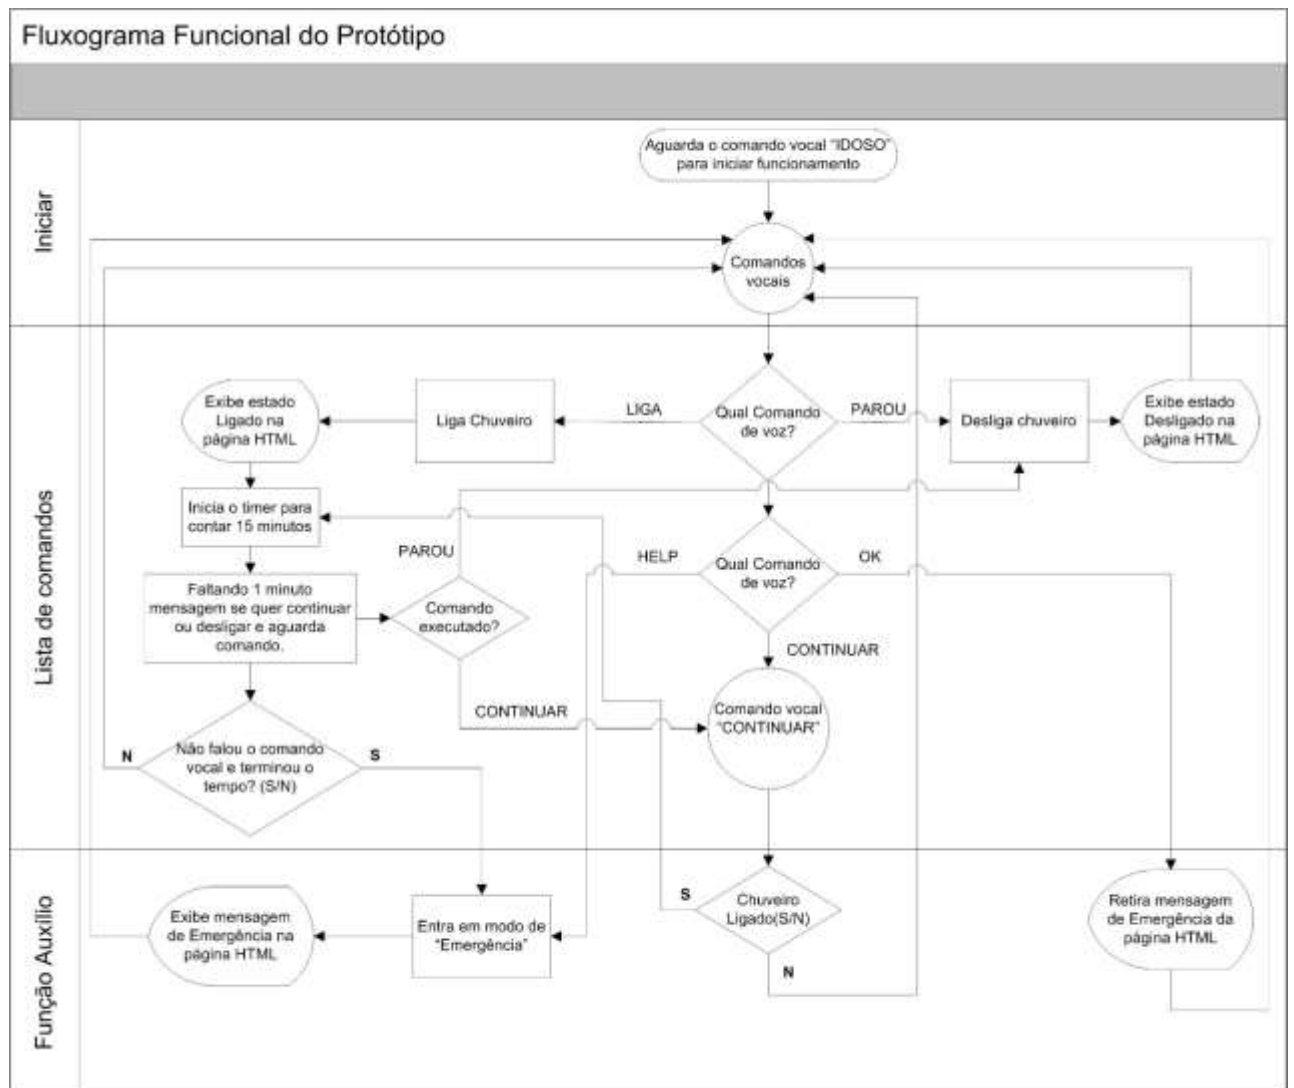 Fluxograma Funcional do Protótipo
Iniciar
Aguarda o comando vocal “IDOSO”
para iniciar funcionamento
Comandos
vocais
Lista de comandos
Exibe estado
Ligado na
página HTML
Liga Chuveiro
LIGA
Qual Comando
de voz?
PAROU
Desliga chuveiro
Exibe estado
Desligado na
página HTML
Inicia o timer para
contar 15 minutos
PAROU
HELP
Qual Comando
de voz?
OK
Faltando 1 minuto
mensagem se quer continuar
ou desligar e aguarda
comando.
Comando
executado?
CONTINUAR
CONTINUAR
Comando vocal
“CONTINUAR”
N
Não falou o comando
vocal e terminou o
tempo? (S/N)
S
Função Auxílio
Exibe mensagem
de Emergência na
página HTML
Entra em modo de
“Emergência”
S
Chuveiro
Ligado(S/N)
N
Retira mensagem
de Emergência da
página HTML